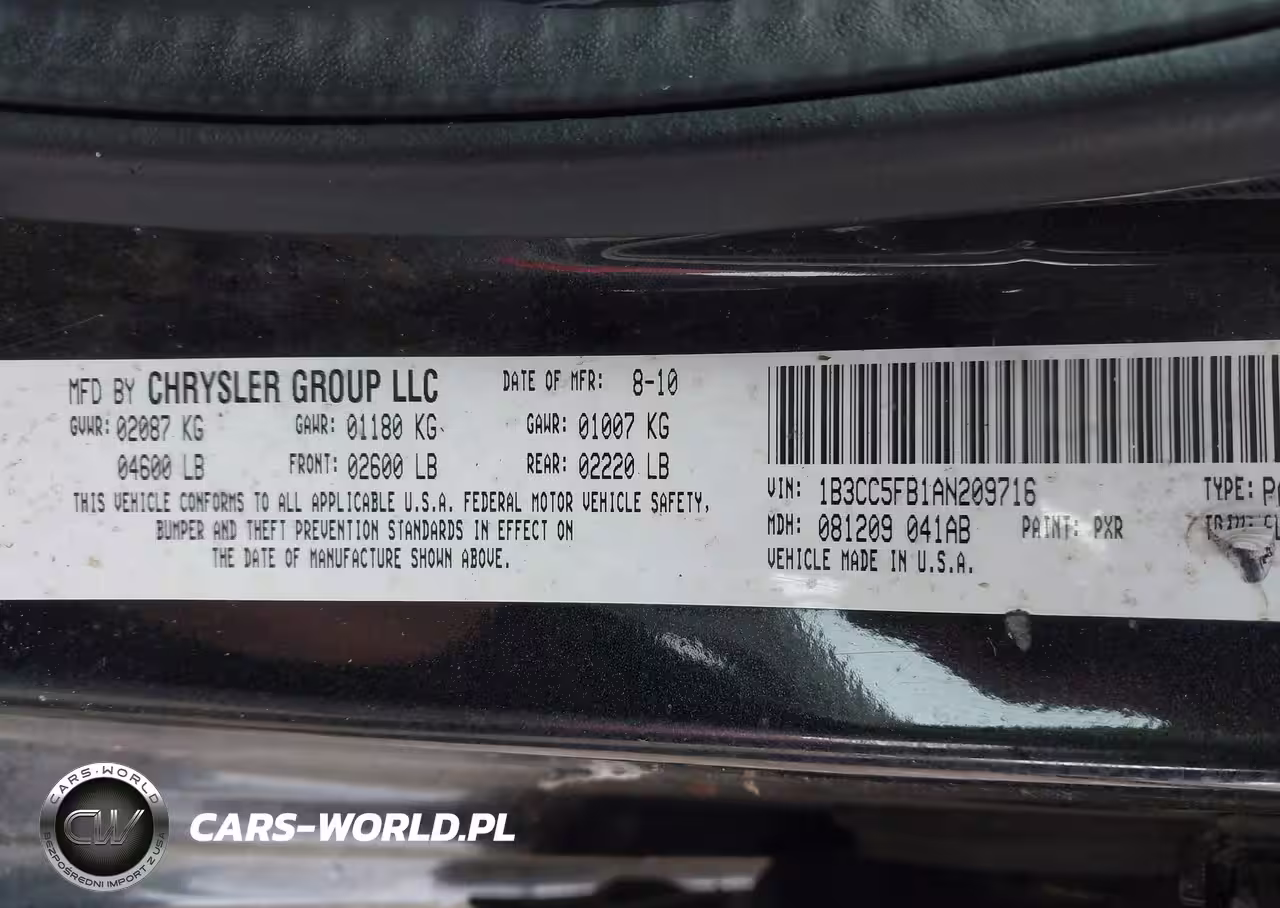 MFD BY CHRYSLER GROUP LLC DATE OF MFR: 8-10
GVWR: 02087 KG GAWR: 01180 KG GAWR: 01007 KG
04600 LB FRONT: 02600 LB REAR: 02220 LB
THIS VEHICLE CONFORMS TO ALL APPLICABLE U.S.A. FEDERAL MOTOR VEHICLE SAFETY,
BUMPER AND THEFT PREVENTION STANDARDS IN EFFECT ON
THE DATE OF MANUFACTURE SHOWN ABOVE.
VIN: 1B3CC5FB1AN209716 TYPE:
MDH: 081209 041AB PAINT: PXR
VEHICLE MADE IN U.S.A.
CARS-WORLD
CW
BEZPOŚREDNI IMPORT Z USA
CARS-WORLD.PL